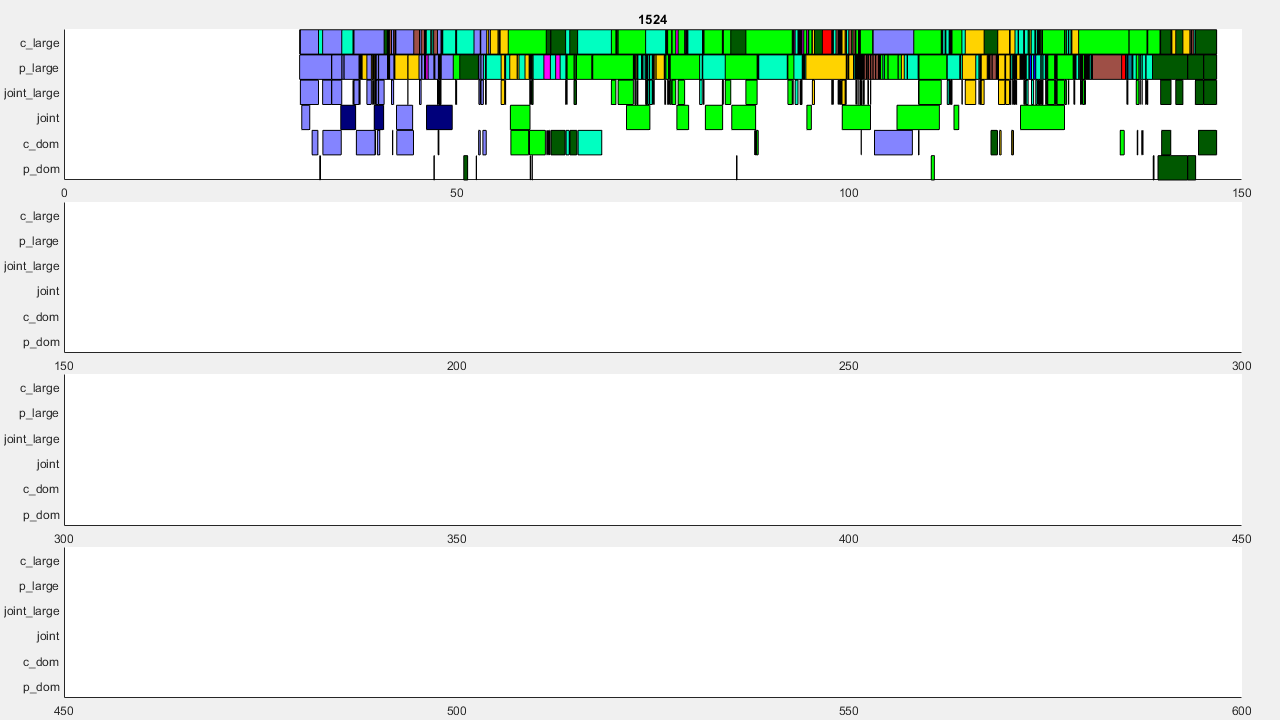 1524
c_large
p_large
joint_large
joint
c_dom
p_dom
0 50 100 150
c_large
p_large
joint_large
joint
c_dom
p_dom
150 200 250 300
c_large
p_large
joint_large
joint
c_dom
p_dom
300 350 400 450
c_large
p_large
joint_large
joint
c_dom
p_dom
450 500 550 600